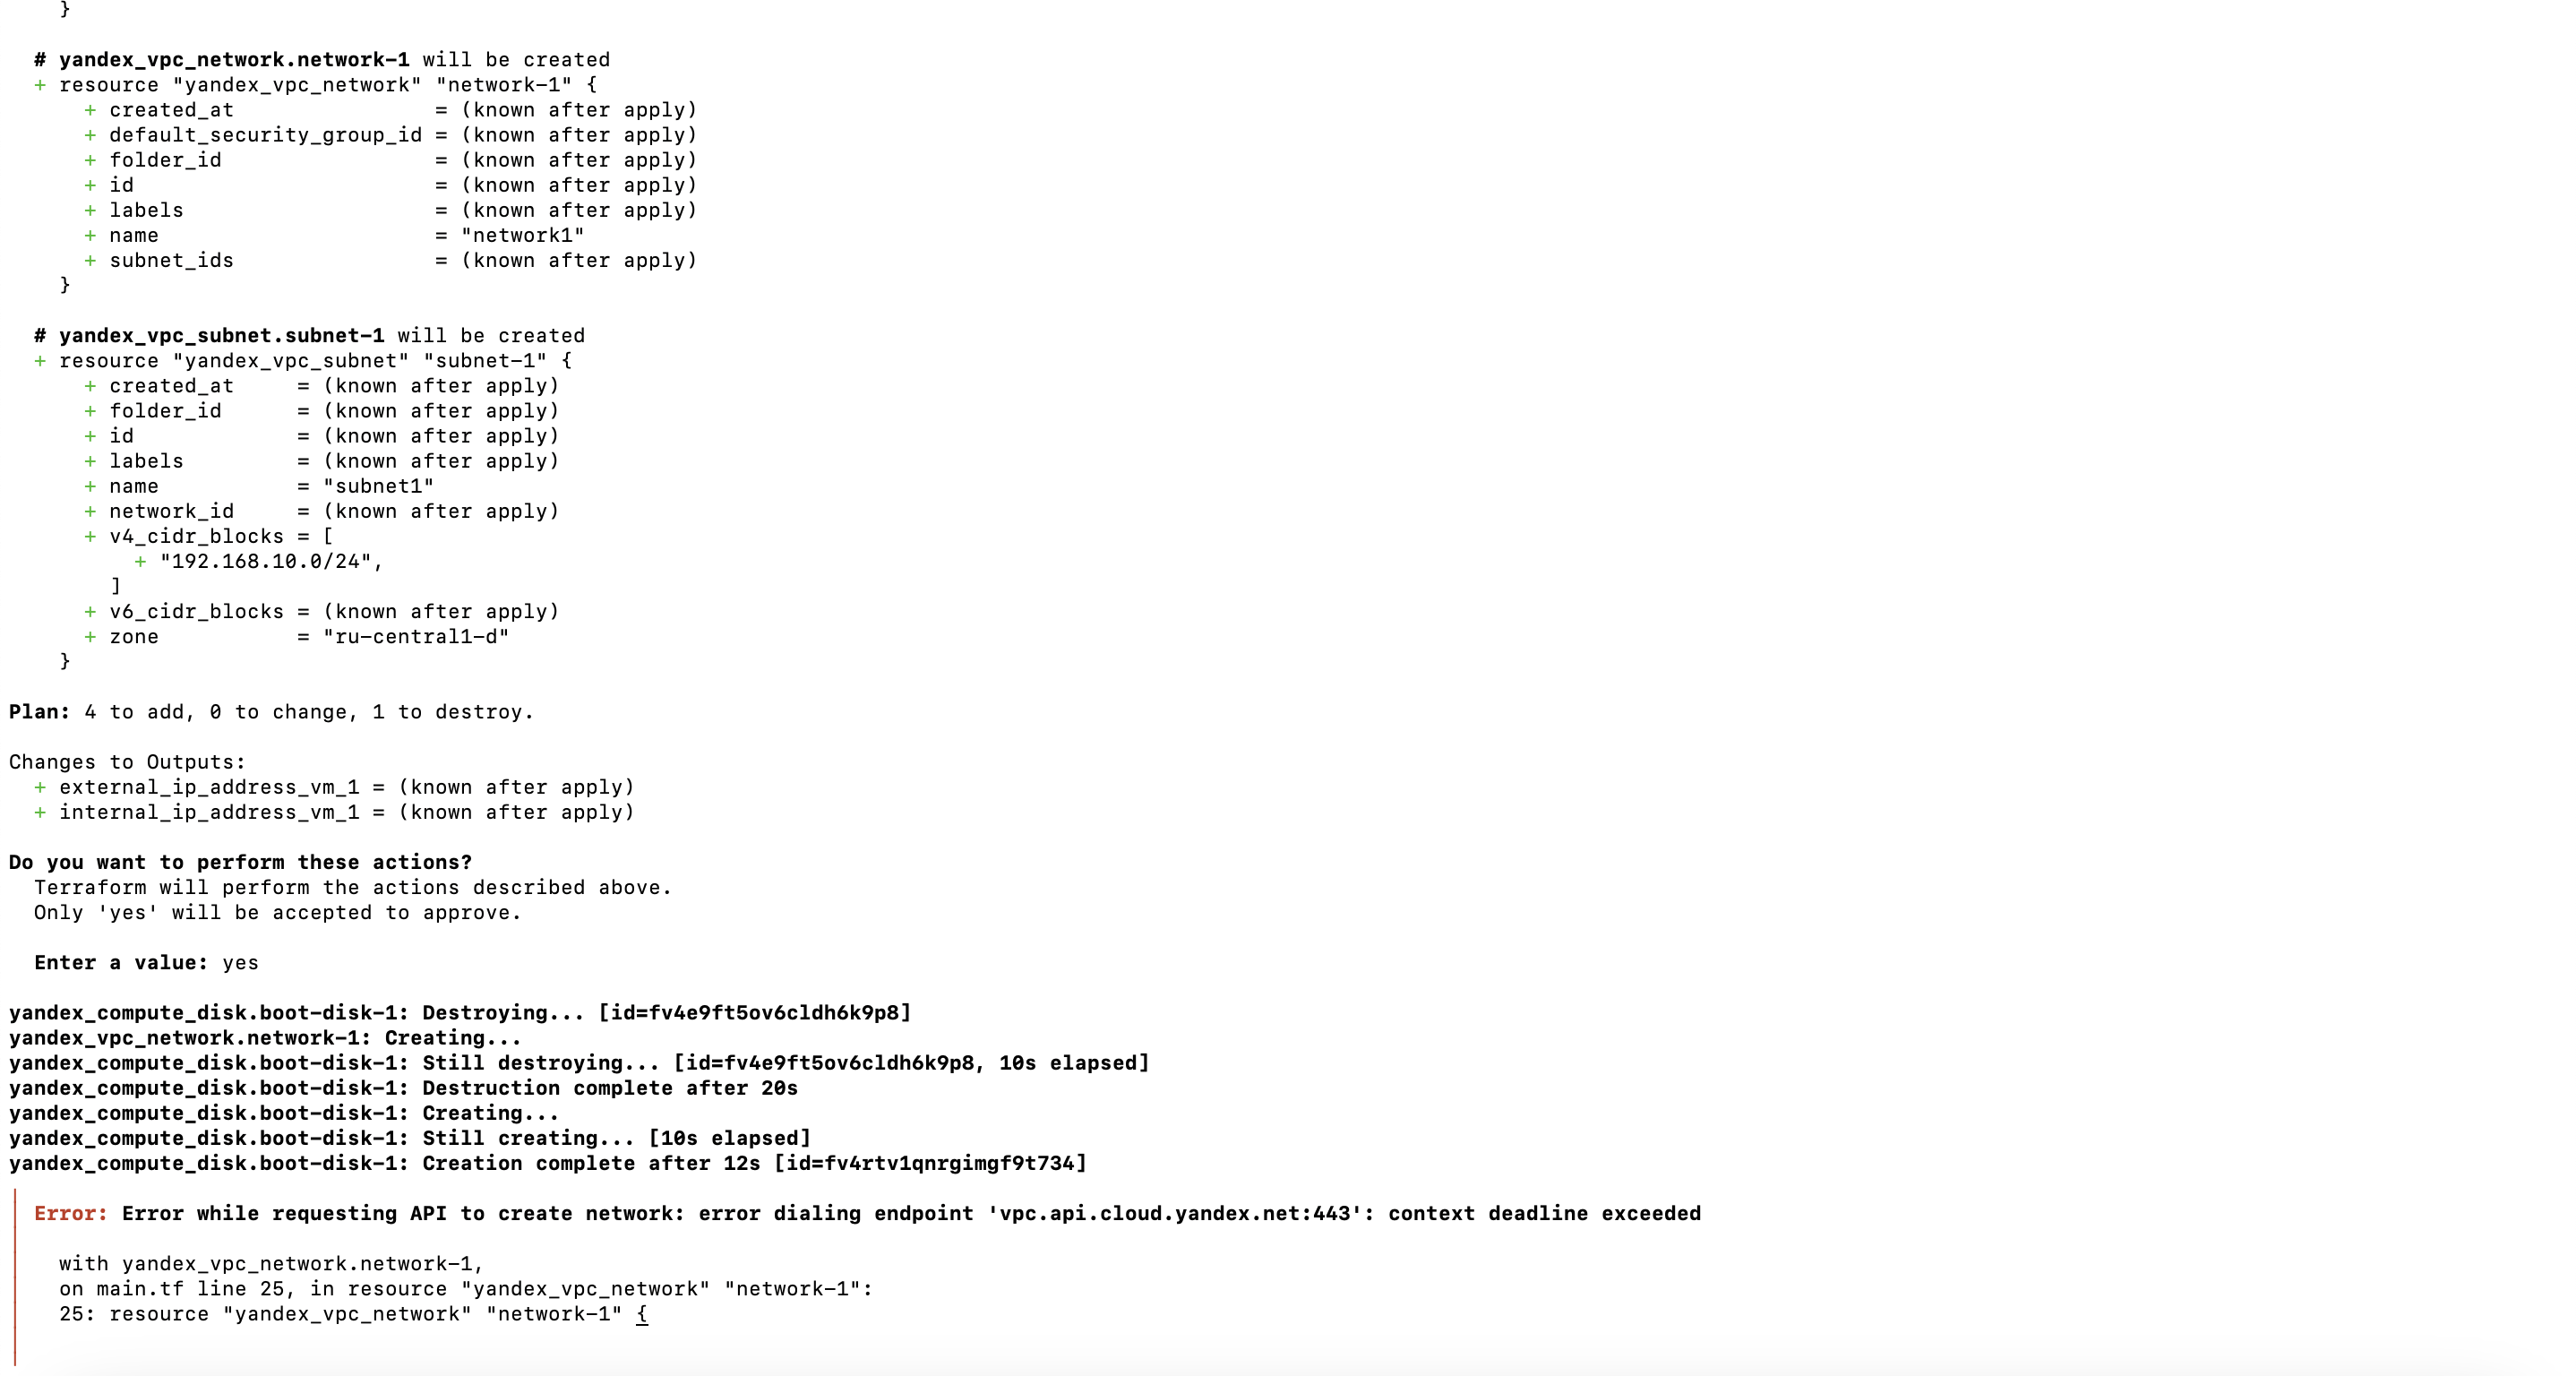 }
# yandex_vpc_network.network-1 will be created
+ resource "yandex_vpc_network" "network-1" {
+ created_at = (known after apply)
+ default_security_group_id = (known after apply)
+ folder_id = (known after apply)
+ id = (known after apply)
+ labels = (known after apply)
+ name = "network1"
+ subnet_ids = (known after apply)
}
# yandex_vpc_subnet.subnet-1 will be created
+ resource "yandex_vpc_subnet" "subnet-1" {
+ created_at = (known after apply)
+ folder_id = (known after apply)
+ id = (known after apply)
+ labels = (known after apply)
+ name = "subnet1"
+ network_id = (known after apply)
+ v4_cidr_blocks = [
+ "192.168.10.0/24",
]
+ v6_cidr_blocks = (known after apply)
+ zone = "ru-central1-d"
}
Plan: 4 to add, 0 to change, 1 to destroy.
Changes to Outputs:
+ external_ip_address_vm_1 = (known after apply)
+ internal_ip_address_vm_1 = (known after apply)
Do you want to perform these actions?
Terraform will perform the actions described above.
Only 'yes' will be accepted to approve.
Enter a value: yes
yandex_compute_disk.boot-disk-1: Destroying... [id=fv4e9ft5ov6cldh6k9p8]
yandex_vpc_network.network-1: Creating...
yandex_compute_disk.boot-disk-1: Still destroying... [id=fv4e9ft5ov6cldh6k9p8, 10s elapsed]
yandex_compute_disk.boot-disk-1: Destruction complete after 20s
yandex_compute_disk.boot-disk-1: Creating...
yandex_compute_disk.boot-disk-1: Still creating... [10s elapsed]
yandex_compute_disk.boot-disk-1: Creation complete after 12s [id=fv4rtv1qnrgimgf9t734]
Error: Error while requesting API to create network: error dialing endpoint 'vpc.api.cloud.yandex.net:443': context deadline exceeded
with yandex_vpc_network.network-1,
on main.tf line 25, in resource "yandex_vpc_network" "network-1":
25: resource "yandex_vpc_network" "network-1" {